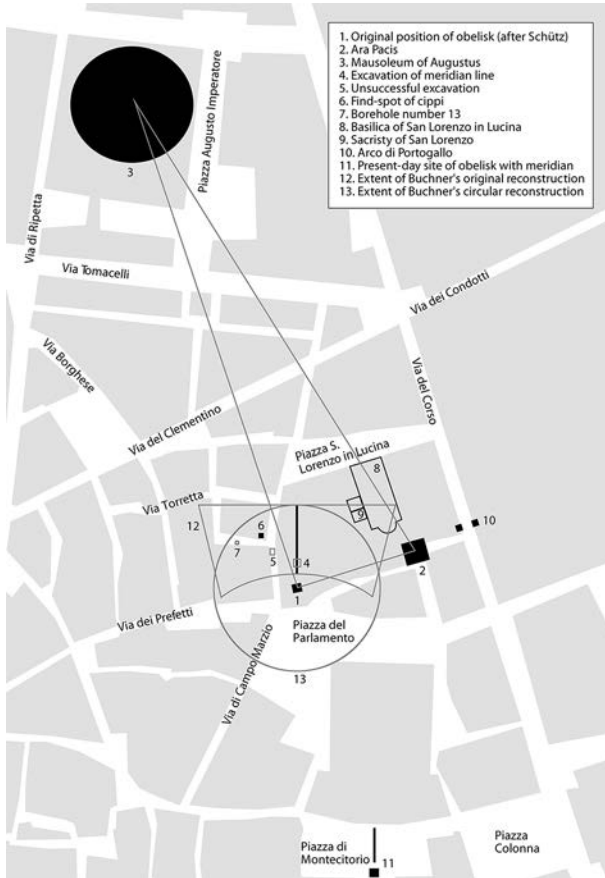 1. Original position of obelisk (after Schütz)
2. Ara Pacis
3. Mausoleum of Augustus
4. Excavation of meridian line
5. Unsuccessful excavation
6. Find-spot of cippi
7. Borehole number 13
8. Basilica of San Lorenzo in Lucina
9. Sacristy of San Lorenzo
10. Arco di Portogallo
11. Present-day site of obelisk with meridian
12. Extent of Buchner's original reconstruction
13. Extent of Buchner's circular reconstruction
3
Piazza Augusto Imperatore
Via di Ripetta
Via Tomacelli
Via dei Condotti
Via Borghese
Via del Corso
Via del Clementino
Piazza S.
Lorenzo in Lucina
8
Via Torretta
9
12
6
10
7
5
4
2
1
Via dei Prefetti
Piazza del
Parlamento
Via di Campo Marzio
13
Piazza di
Montecitorio
11
Piazza
Colonna